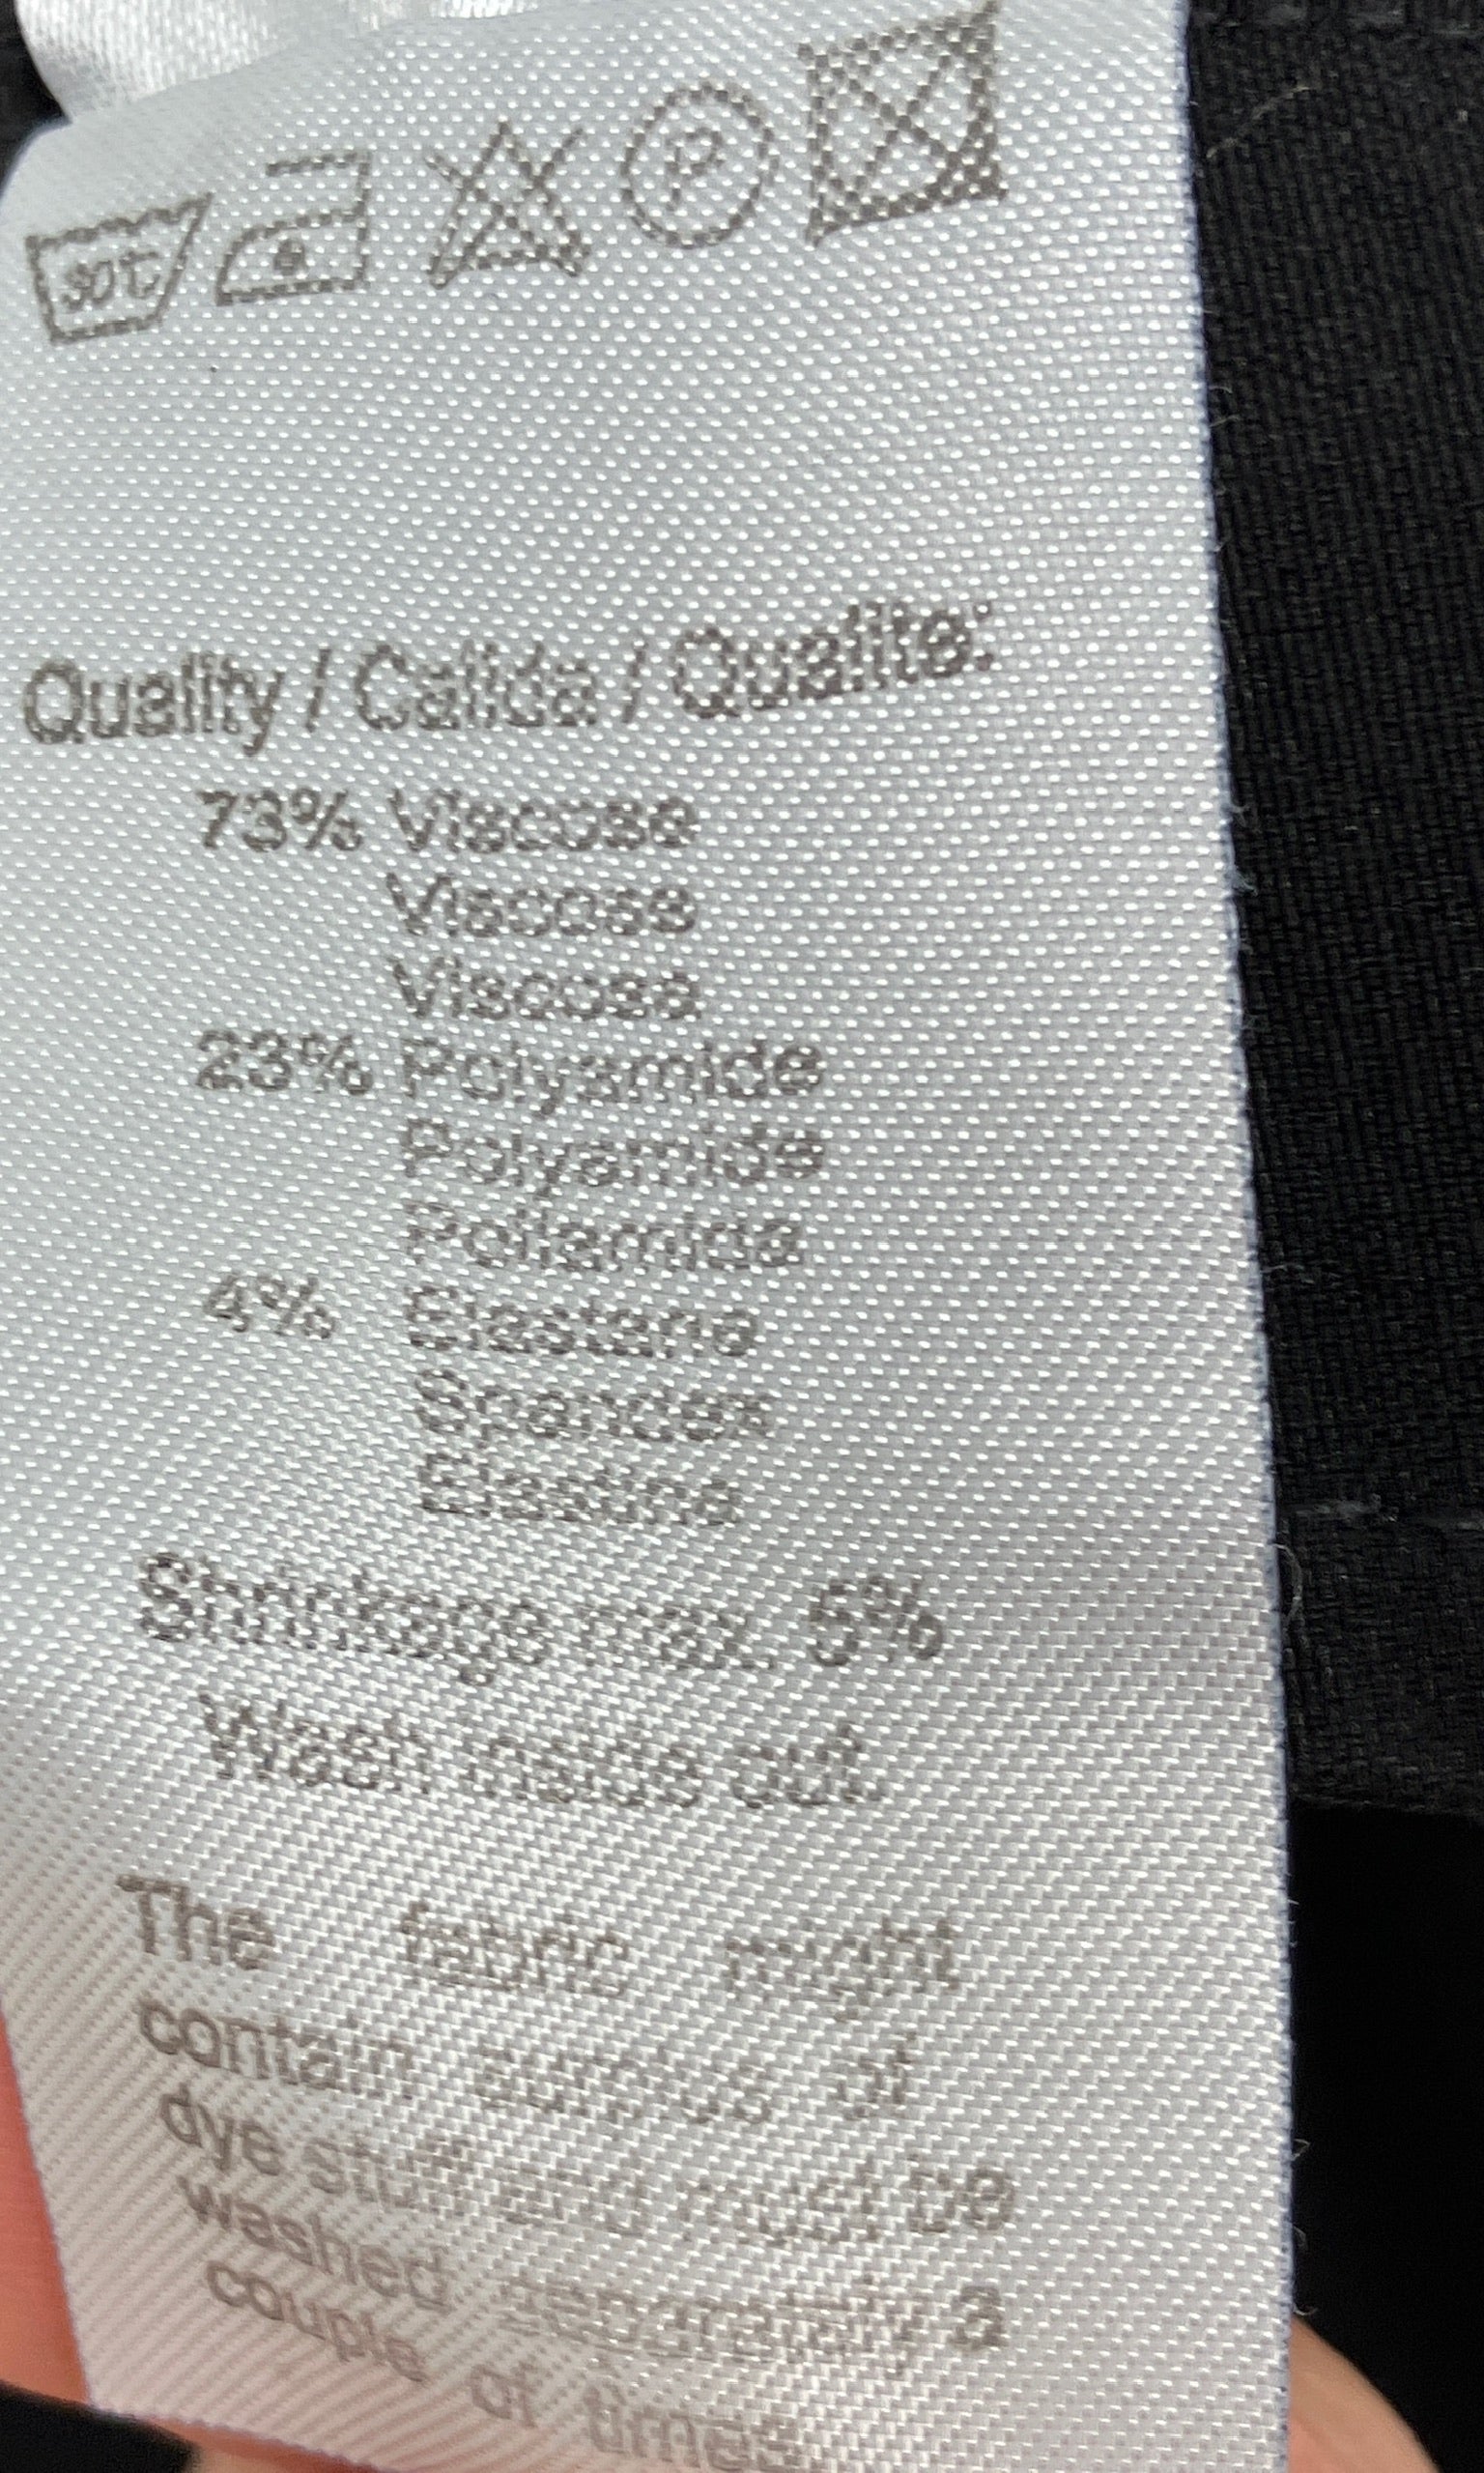 30℃
P
Quality / Calida / Qualite:
73% Viscose
Viscose
Viscosa
23% Polyamide
Polyamide
Poliamida
4% Elastane
Spandex
Elastina
Shrinkage max. 5%
Wash inside out.
The fabric might
contain surplus of
dye stuff and must be
washed separately a
couple of times